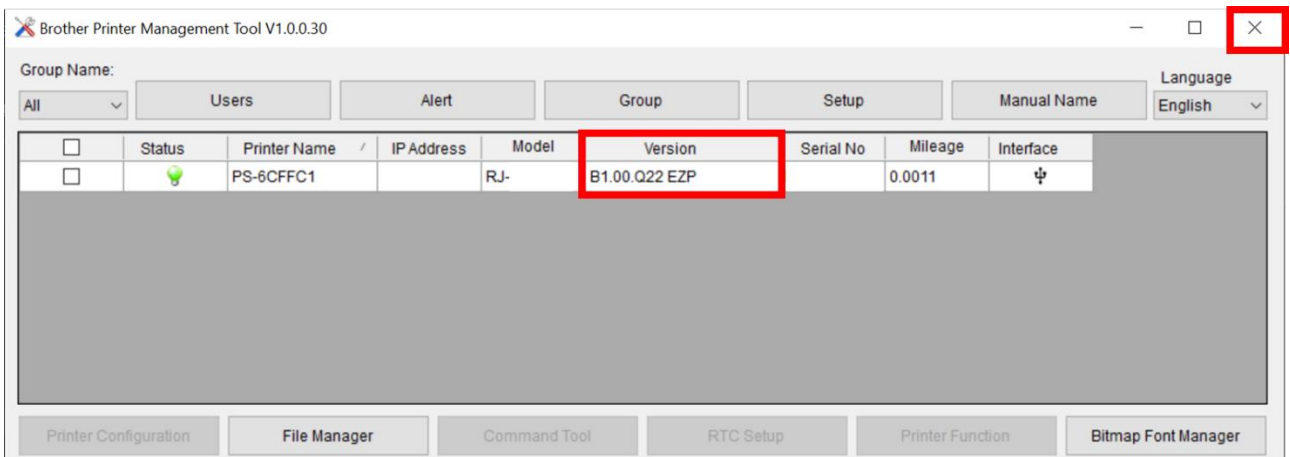 Brother Printer Management Tool V1.0.0.30
Group Name:
Language
All Users Alert Group Setup Manual Name English
Status Printer Name IP Address Model Version Serial No Mileage Interface
PS-6CFFC1 RJ- B1.00.Q22 EZP 0.0011
Printer Configuration File Manager Command Tool RTC Setup Printer Function Bitmap Font Manager